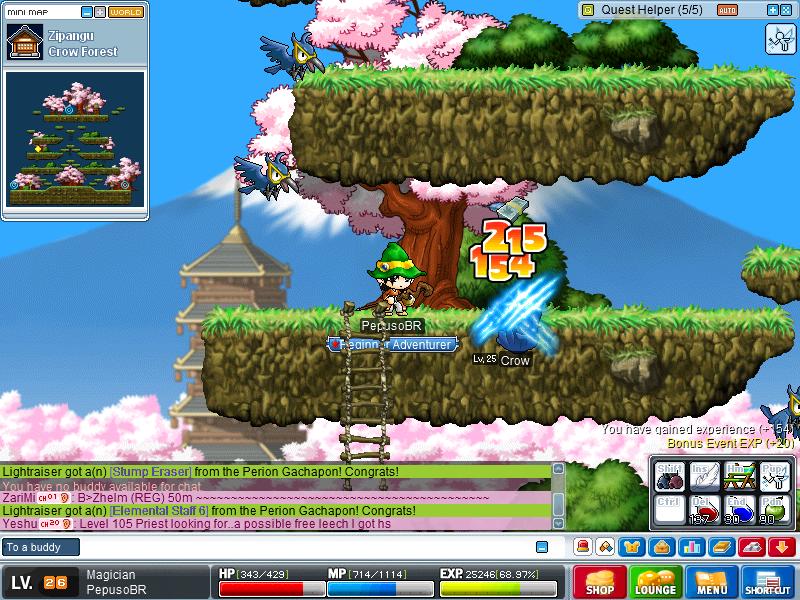 MINI MAP
WORLD
Zipangu
Crow Forest
Quest Helper (5/5)
AUTO
215
154
PepusoBR
Beginner Adventurer
Lv. 25 Crow
You have gained experience (+154)
Bonus Event EXP (+20)
Lightraiser got a(n) [Stump Eraser] from the Perion Gachapon! Congrats!
You have no buddy available for chat
ZariMi CH01 : B>Zhelm (REG) 50m ~~~~~~~~~~~~~~~~~~~~~~~~~~~~~~~~~~~~
Lightraiser got a(n) [Elemental Staff 6] from the Perion Gachapon! Congrats!
Yeshu CH20 : Level 105 Priest looking for..a possible free leech I got hs
Shift
Ins
Hm
Pup
Ctrl
Del
End
Pdn
137
80
90
To a buddy
LV. 26
Magician
PepusoBR
HP [343/429]
MP [714/1114]
EXP. 25246 [68.97%]
SHOP
LOUNGE
MENU
SHORTCUT